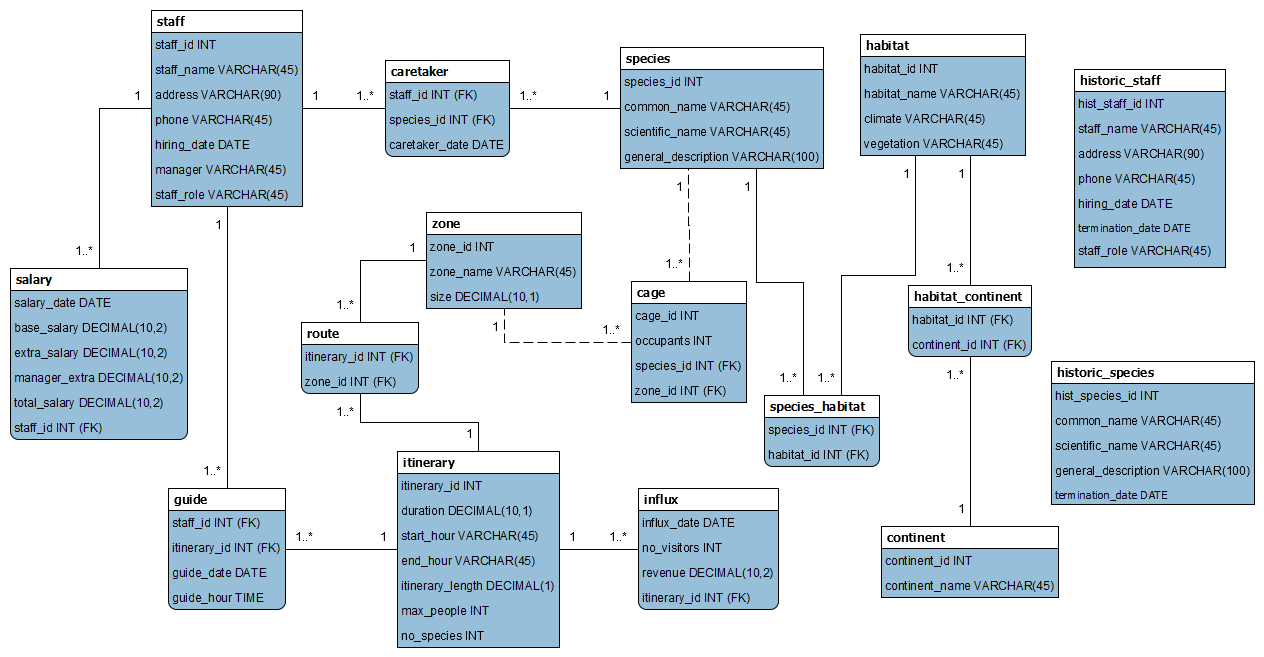 staff
staff_id INT
staff_name VARCHAR(45)
address VARCHAR(90)
phone VARCHAR(45)
hiring_date DATE
manager VARCHAR(45)
staff_role VARCHAR(45)
1
1
1..*
1
1..*
1..*
caretaker
staff_id INT (FK)
species_id INT (FK)
caretaker_date DATE
1..*
1
species
species_id INT
common_name VARCHAR(45)
scientific_name VARCHAR(45)
general_description VARCHAR(100)
1
1
habitat
habitat_id INT
habitat_name VARCHAR(45)
climate VARCHAR(45)
vegetation VARCHAR(45)
1
1
historic_staff
hist_staff_id INT
staff_name VARCHAR(45)
address VARCHAR(90)
phone VARCHAR(45)
hiring_date DATE
termination_date DATE
staff_role VARCHAR(45)
salary
salary_date DATE
base_salary DECIMAL(10,2)
extra_salary DECIMAL(10,2)
manager_extra DECIMAL(10,2)
total_salary DECIMAL(10,2)
staff_id INT (FK)
zone
zone_id INT
zone_name VARCHAR(45)
size DECIMAL(10,1)
1
1..*
1
1..*
1..*
cage
cage_id INT
occupants INT
species_id INT (FK)
zone_id INT (FK)
route
itinerary_id INT (FK)
zone_id INT (FK)
1..*
1
1..*
habitat_continent
habitat_id INT (FK)
continent_id INT (FK)
1..*
1
1..*
1..*
species_habitat
species_id INT (FK)
habitat_id INT (FK)
historic_species
hist_species_id INT
common_name VARCHAR(45)
scientific_name VARCHAR(45)
general_description VARCHAR(100)
termination_date DATE
guide
staff_id INT (FK)
itinerary_id INT (FK)
guide_date DATE
guide_hour TIME
1..*
1
itinerary
itinerary_id INT
duration DECIMAL(10,1)
start_hour VARCHAR(45)
end_hour VARCHAR(45)
itinerary_length DECIMAL(1)
max_people INT
no_species INT
1
1..*
influx
influx_date DATE
no_visitors INT
revenue DECIMAL(10,2)
itinerary_id INT (FK)
continent
continent_id INT
continent_name VARCHAR(45)